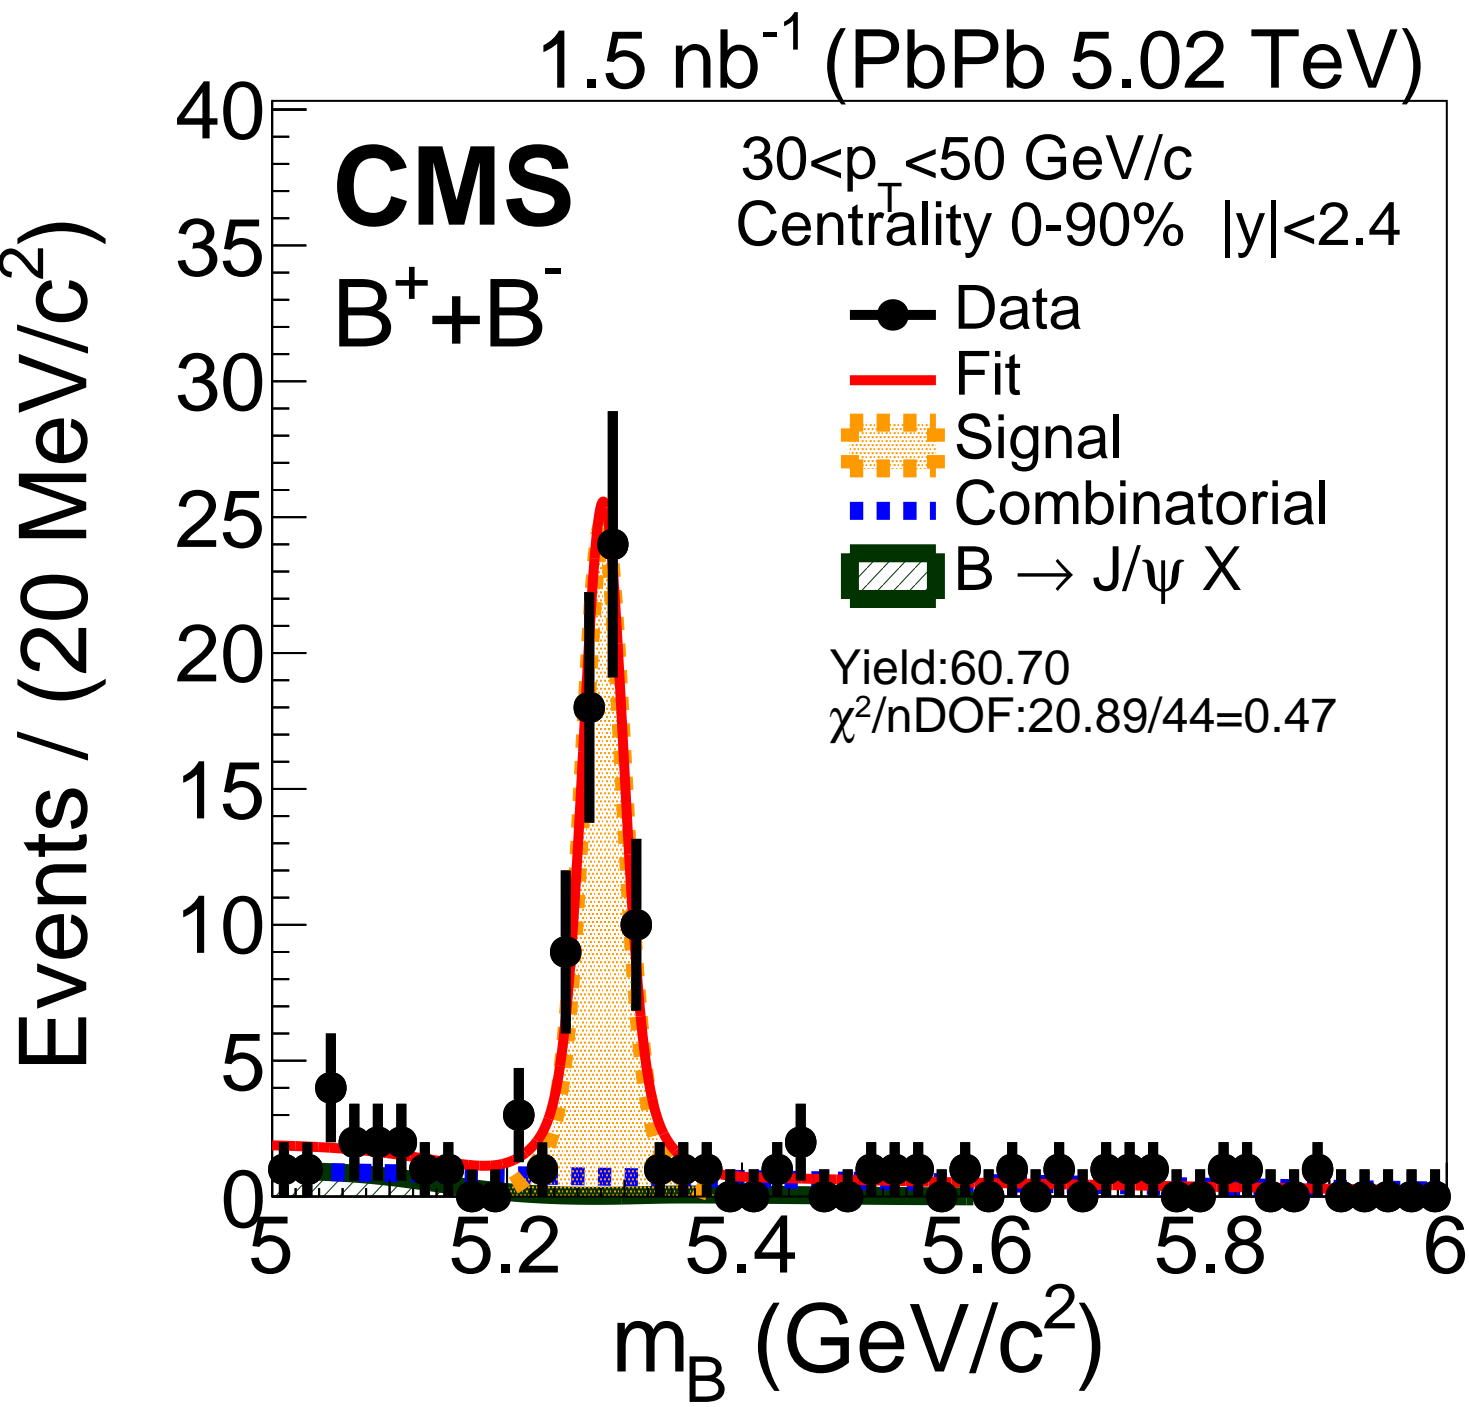 1.5 nb⁻¹ (PbPb 5.02 TeV)
CMS
B⁺+B⁻
30<p_T<50 GeV/c
Centrality 0-90% |y|<2.4
Data
Fit
Signal
Combinatorial
B → J/ψ X
Yield:60.70
χ²/nDOF:20.89/44=0.47
Events / (20 MeV/c²)
40
35
30
25
20
15
10
5
0
5 5.2 5.4 5.6 5.8 6
m_B (GeV/c²)